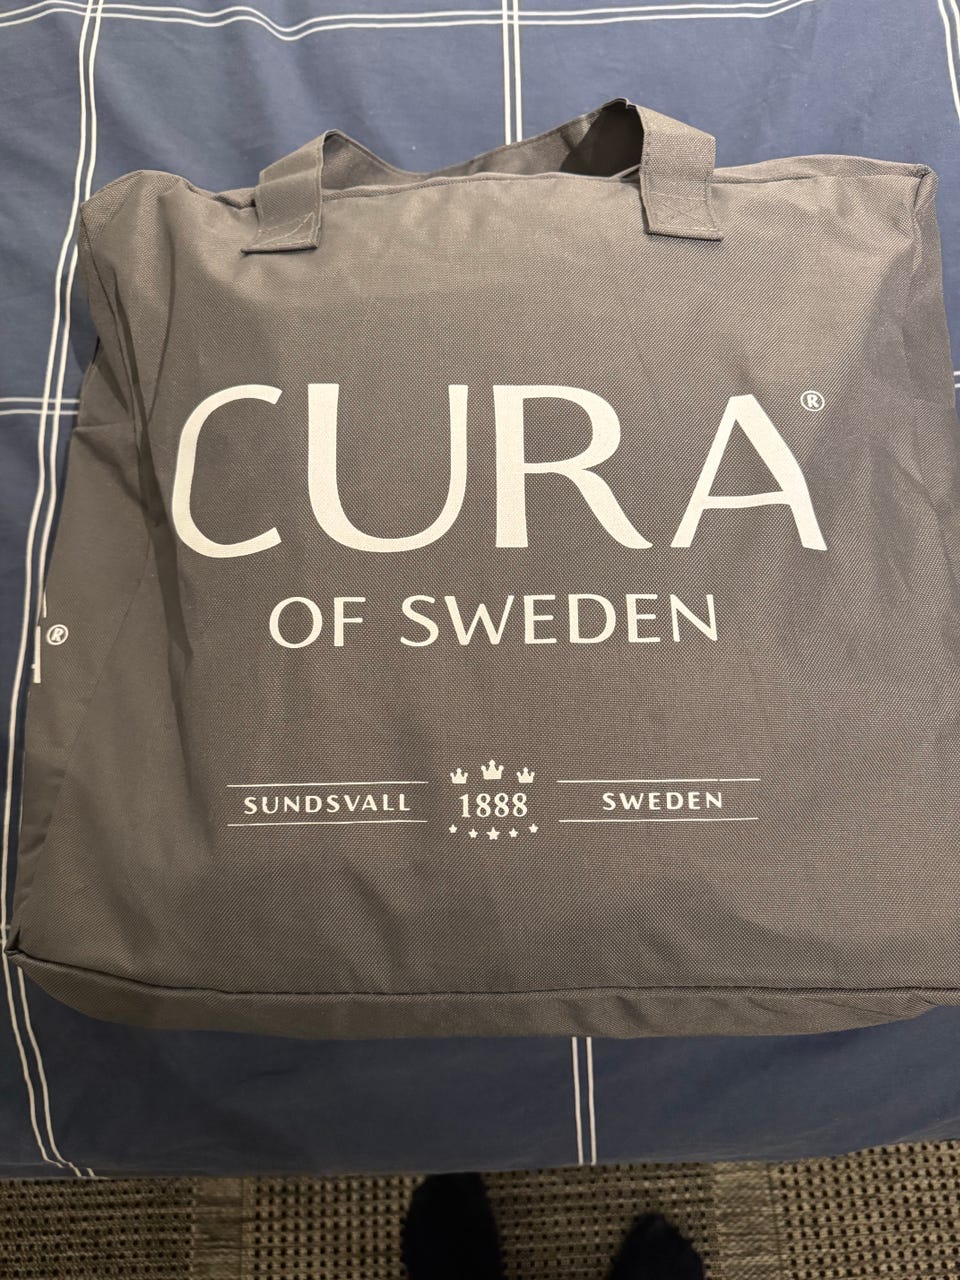 CURA®
OF SWEDEN
SUNDSVALL 1888 SWEDEN
®